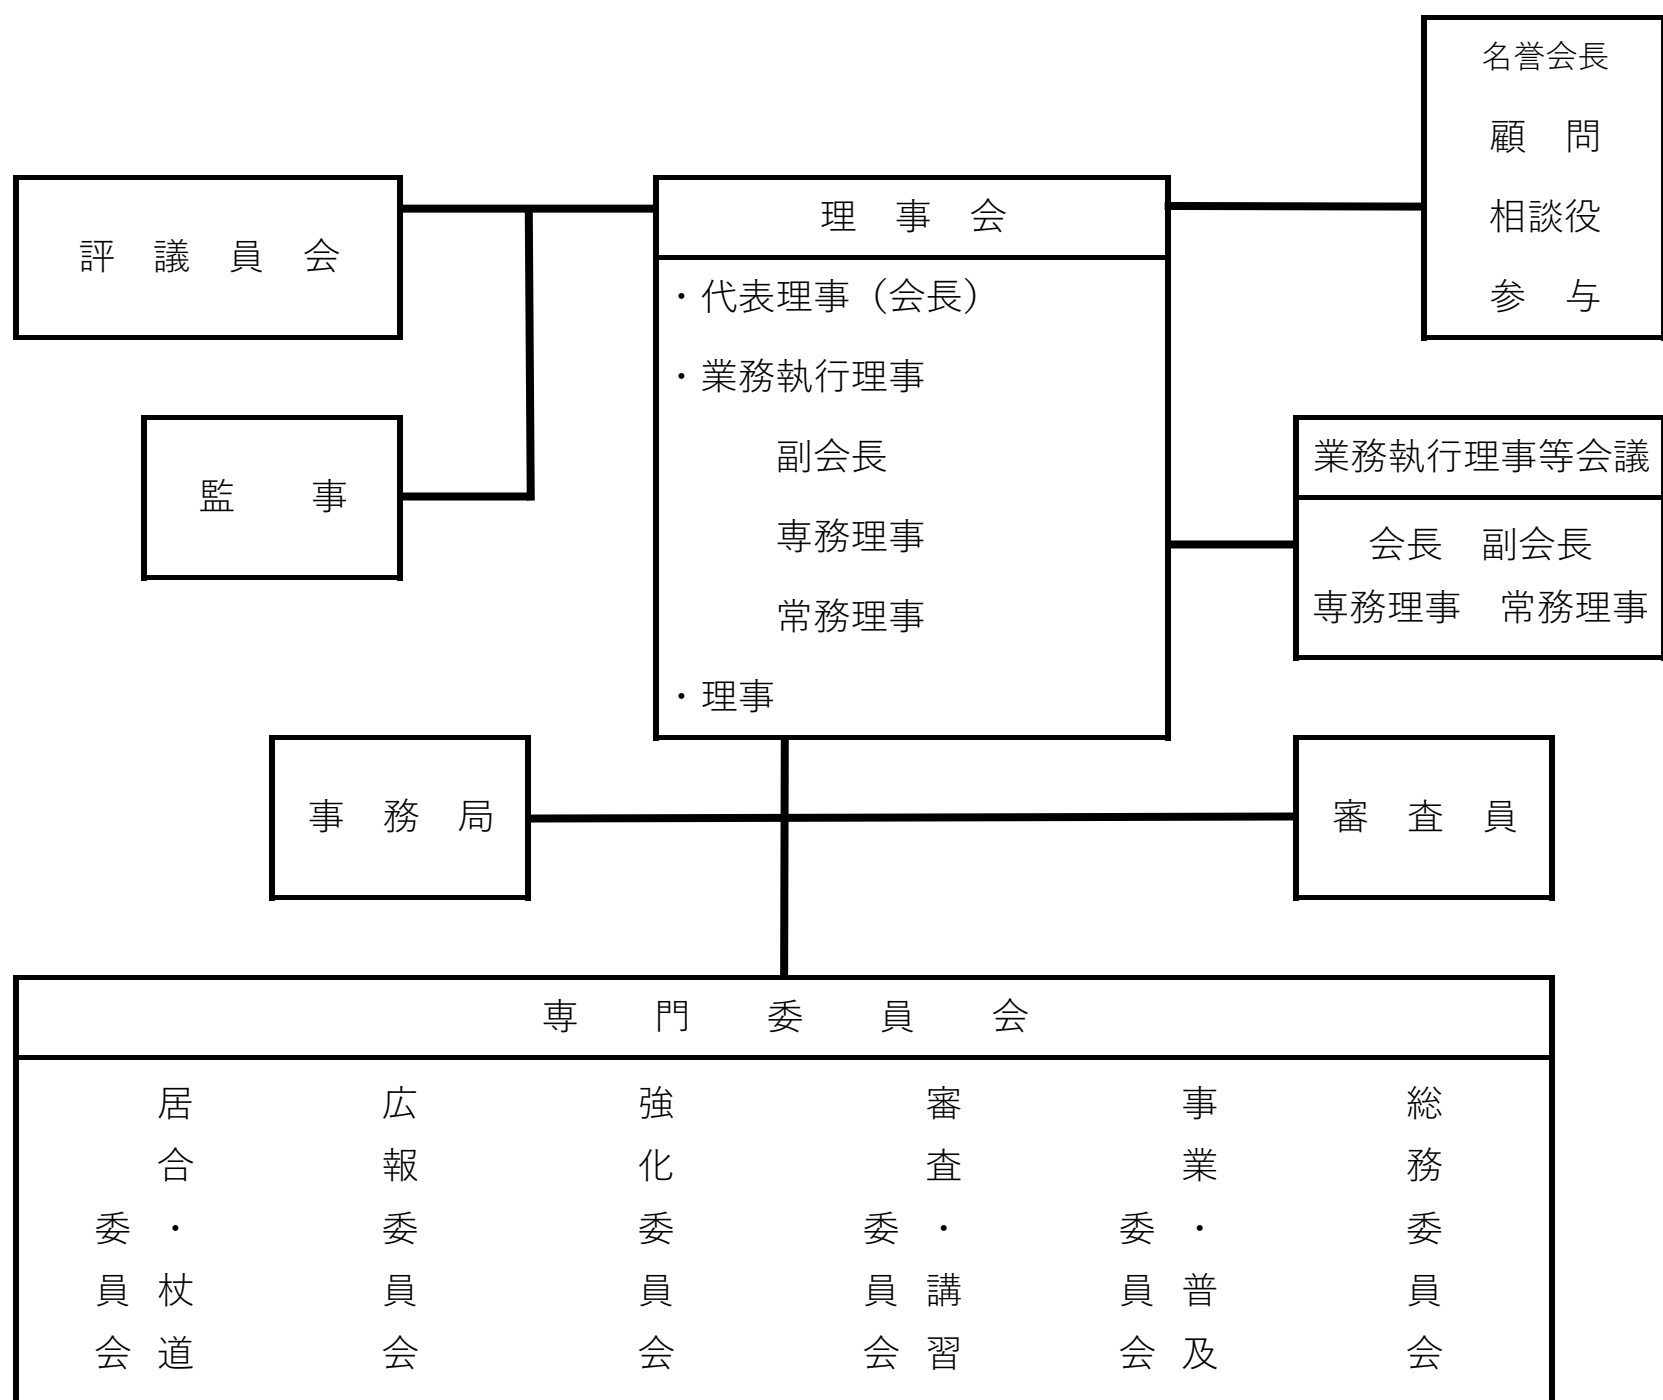 名誉会長
顧　問
相談役
参　与
評　議　員　会
理　事　会
・代表理事（会長）
・業務執行理事
副会長
専務理事
常務理事
・理事
監　　事
業務執行理事等会議
会長　副会長
専務理事　常務理事
事　務　局
審　査　員
専　　門　　委　　員　　会
総務委員会
事業・普及
委員会
審査・講習
委員会
強化委員会
広報委員会
居合・杖道
委員会